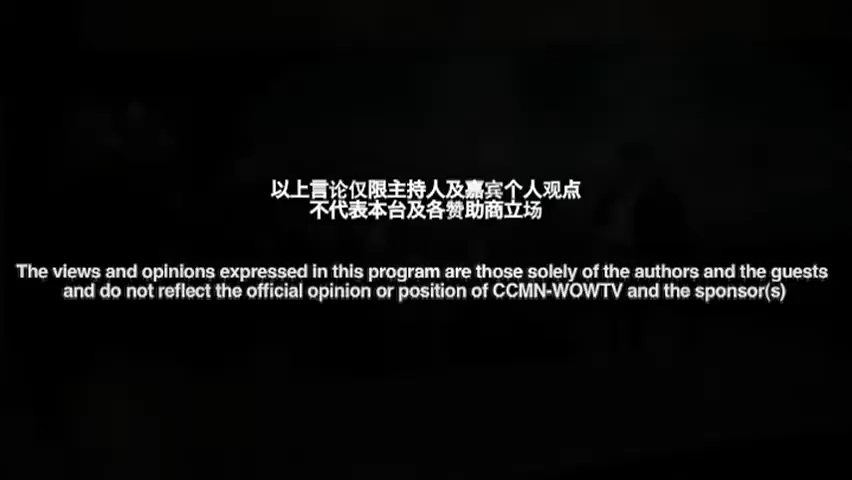 以上言论仅限主持人及嘉宾个人观点
不代表本台及各赞助商立场
The views and opinions expressed in this program are those solely of the authors and the guests
and do not reflect the official opinion or position of CCMN-WOWTV and the sponsor(s)